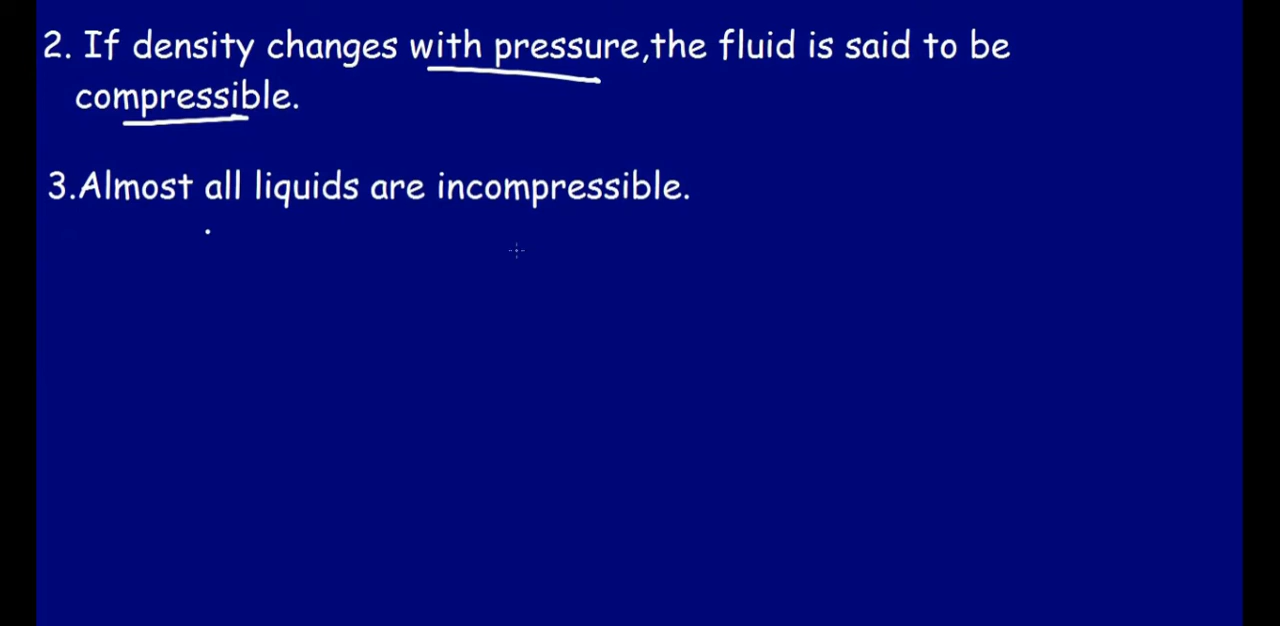 2. If density changes with pressure,the fluid is said to be
compressible.
3.Almost all liquids are incompressible.